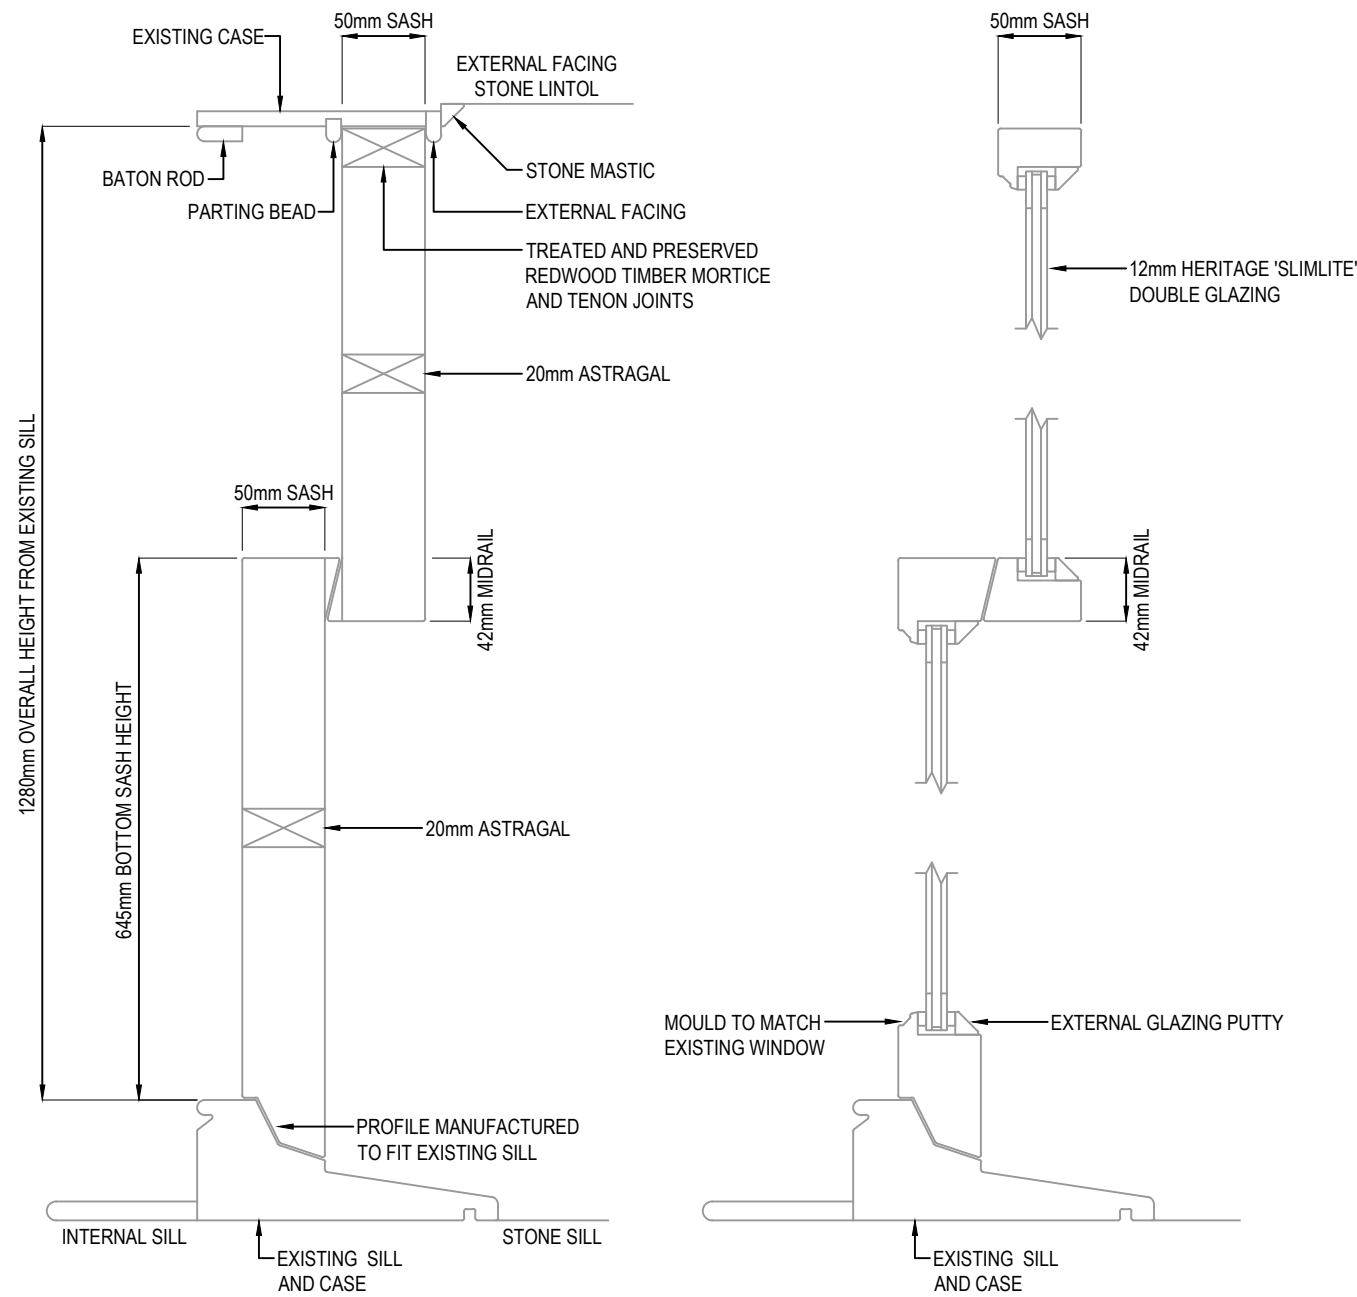 50mm SASH
EXISTING CASE
EXTERNAL FACING
STONE LINTOL
BATON ROD
STONE MASTIC
PARTING BEAD
EXTERNAL FACING
TREATED AND PRESERVED
REDWOOD TIMBER MORTICE
AND TENON JOINTS
20mm ASTRAGAL
50mm SASH
42mm MIDRAIL
1280mm OVERALL HEIGHT FROM EXISTING SILL
645mm BOTTOM SASH HEIGHT
20mm ASTRAGAL
PROFILE MANUFACTURED
TO FIT EXISTING SILL
INTERNAL SILL
STONE SILL
EXISTING SILL
AND CASE
50mm SASH
12mm HERITAGE 'SLIMLITE'
DOUBLE GLAZING
42mm MIDRAIL
MOULD TO MATCH
EXISTING WINDOW
EXTERNAL GLAZING PUTTY
EXISTING SILL
AND CASE